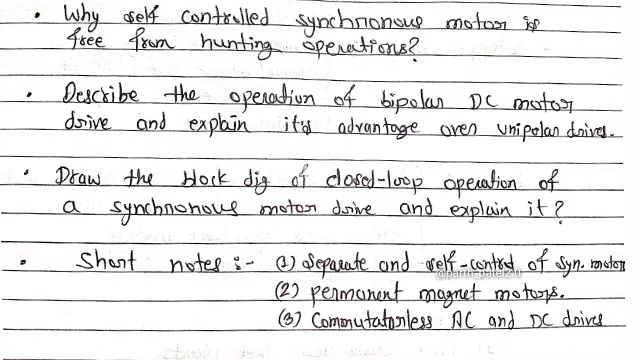 • Why self controlled synchronous motor is
free from hunting operations?
• Describe the operation of bipolar DC motor
drive and explain it's advantage over unipolar drives.
• Draw the block dig of closed-loop operation of
a synchronous motor drive and explain it?
• Short notes :- (1) Separate and self-control of syn. motor
@parth_patel210
(2) permanent magnet motors.
(3) Commutatorless AC and DC drives